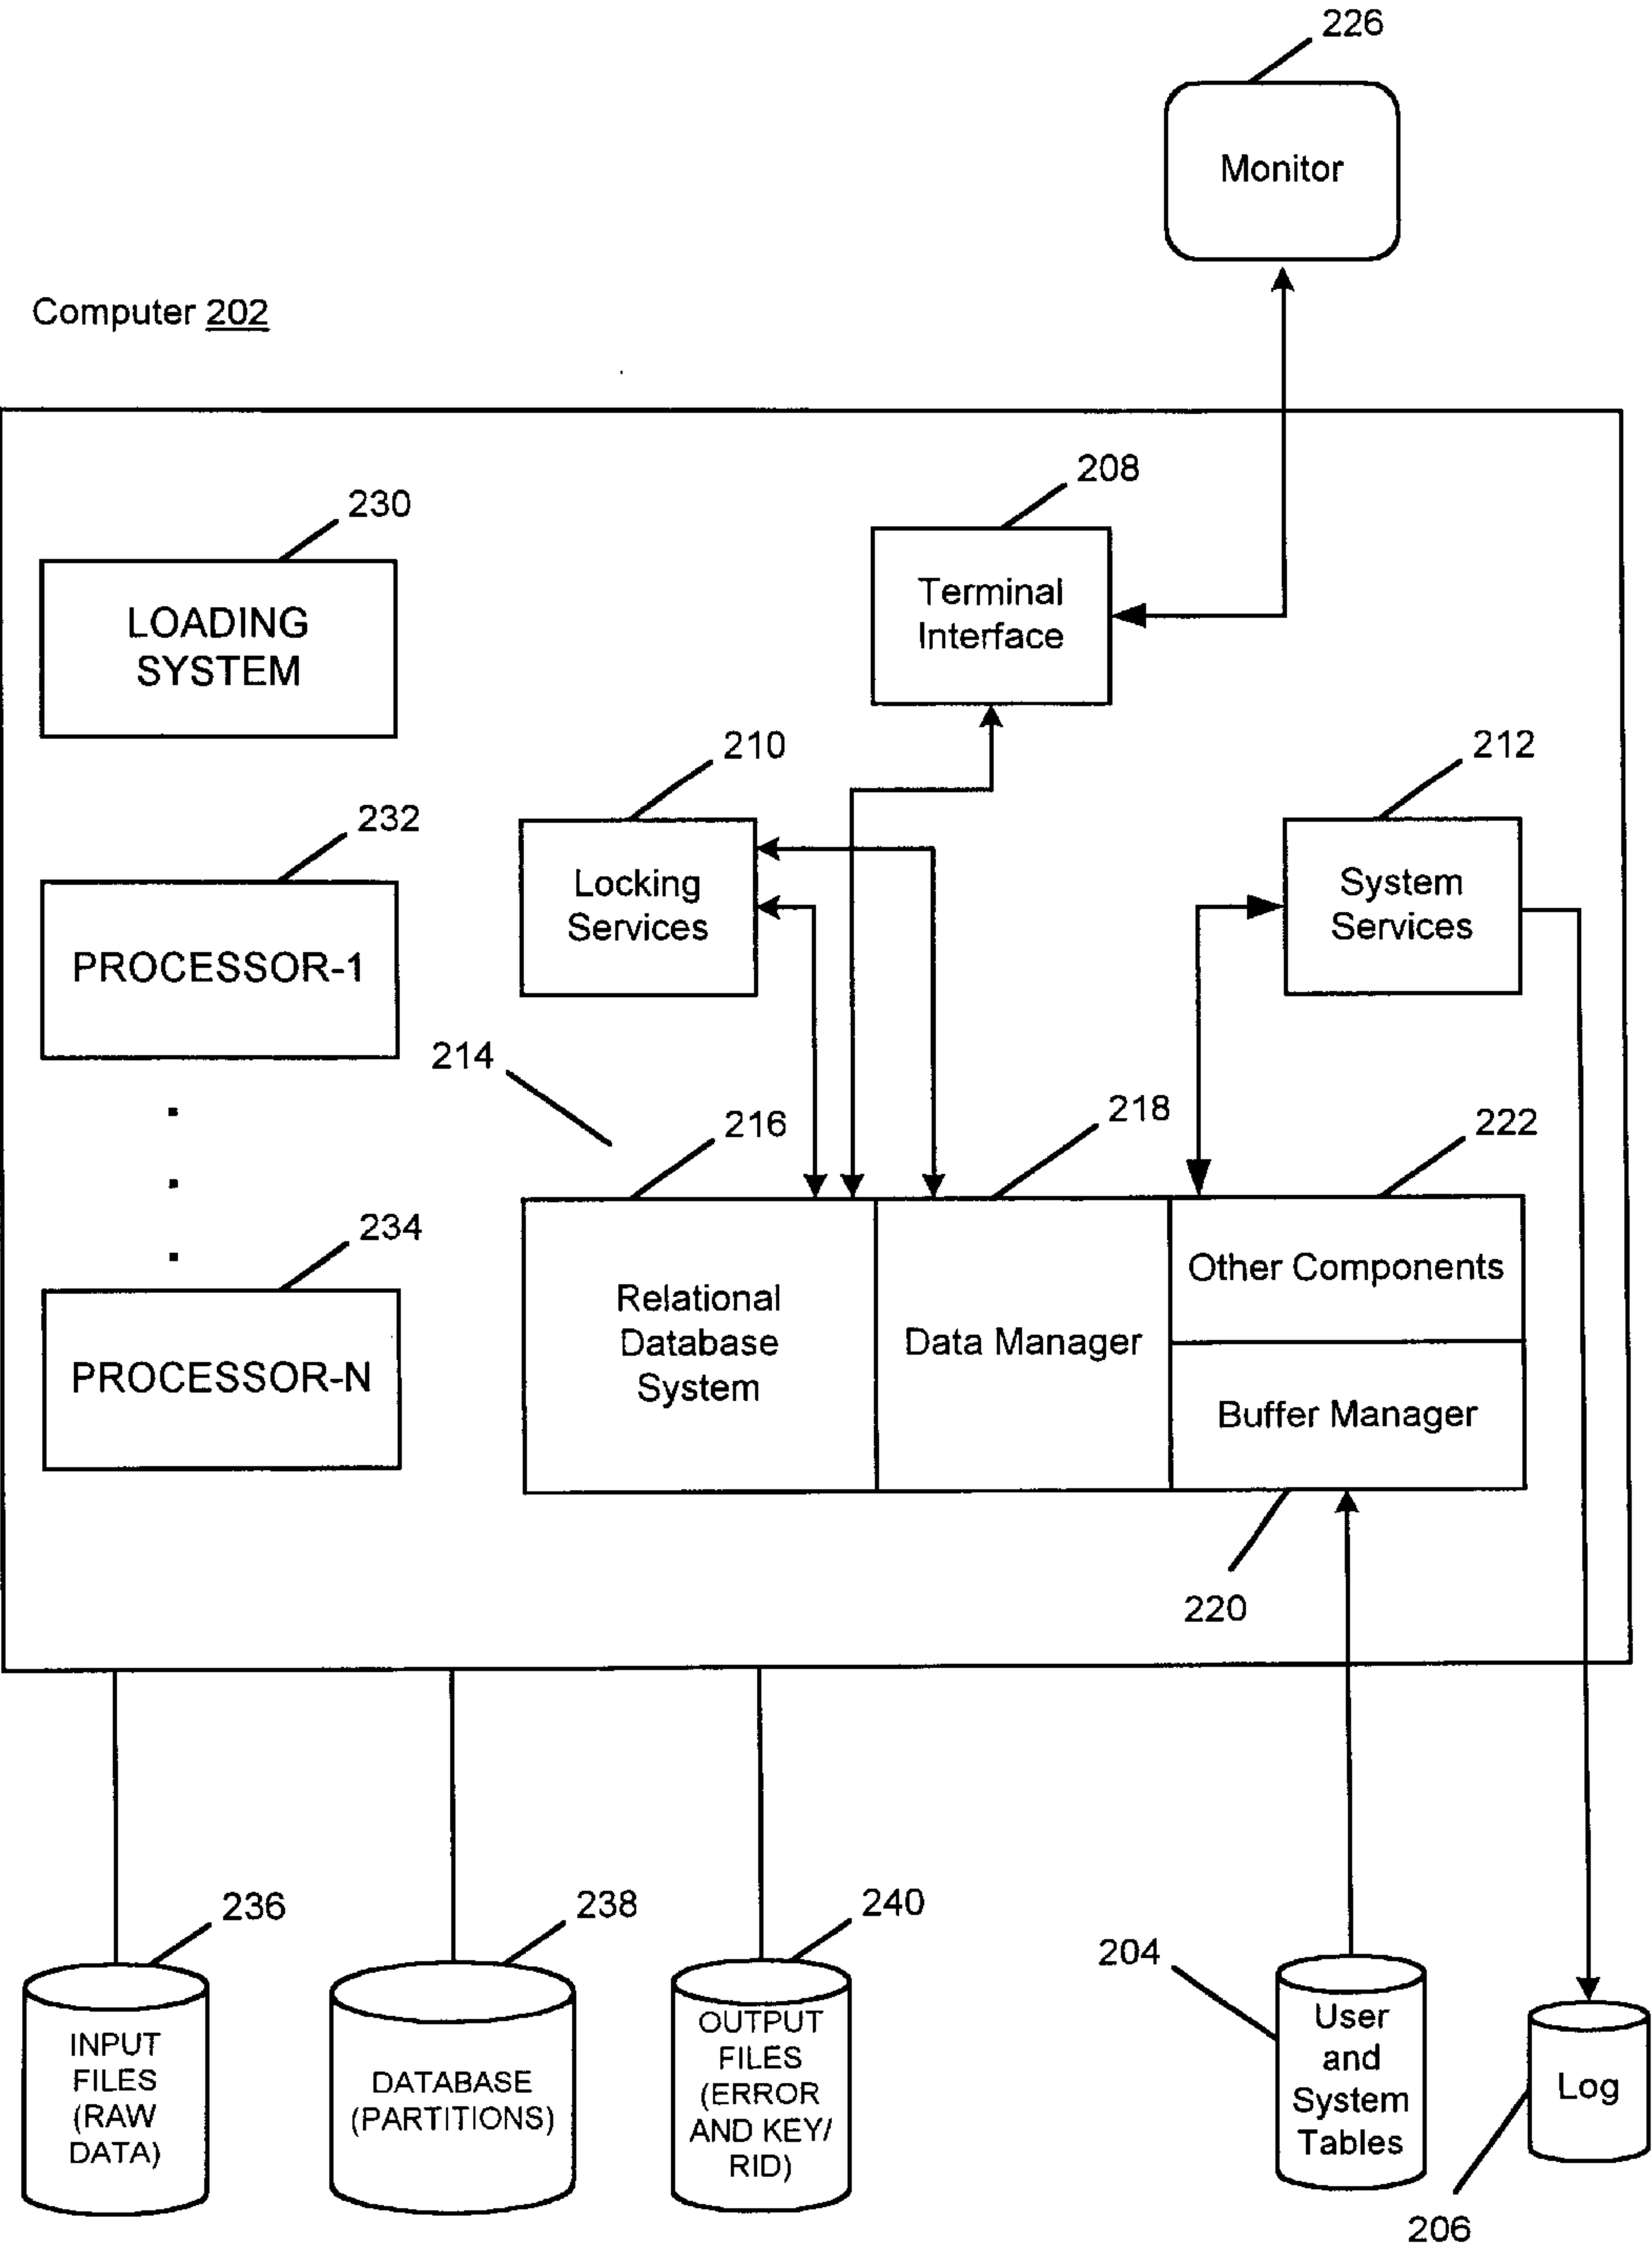 226
Monitor
Computer 202
208
230
Terminal
Interface
LOADING
SYSTEM
210
212
232
Locking
Services
System
Services
PROCESSOR-1
214
216
218
222
234
Other Components
Relational
Database
System
Data Manager
PROCESSOR-N
Buffer Manager
220
236
238
240
204
INPUT
FILES
(RAW
DATA)
DATABASE
(PARTITIONS)
OUTPUT
FILES
(ERROR
AND KEY/
RID)
User
and
System
Tables
Log
206